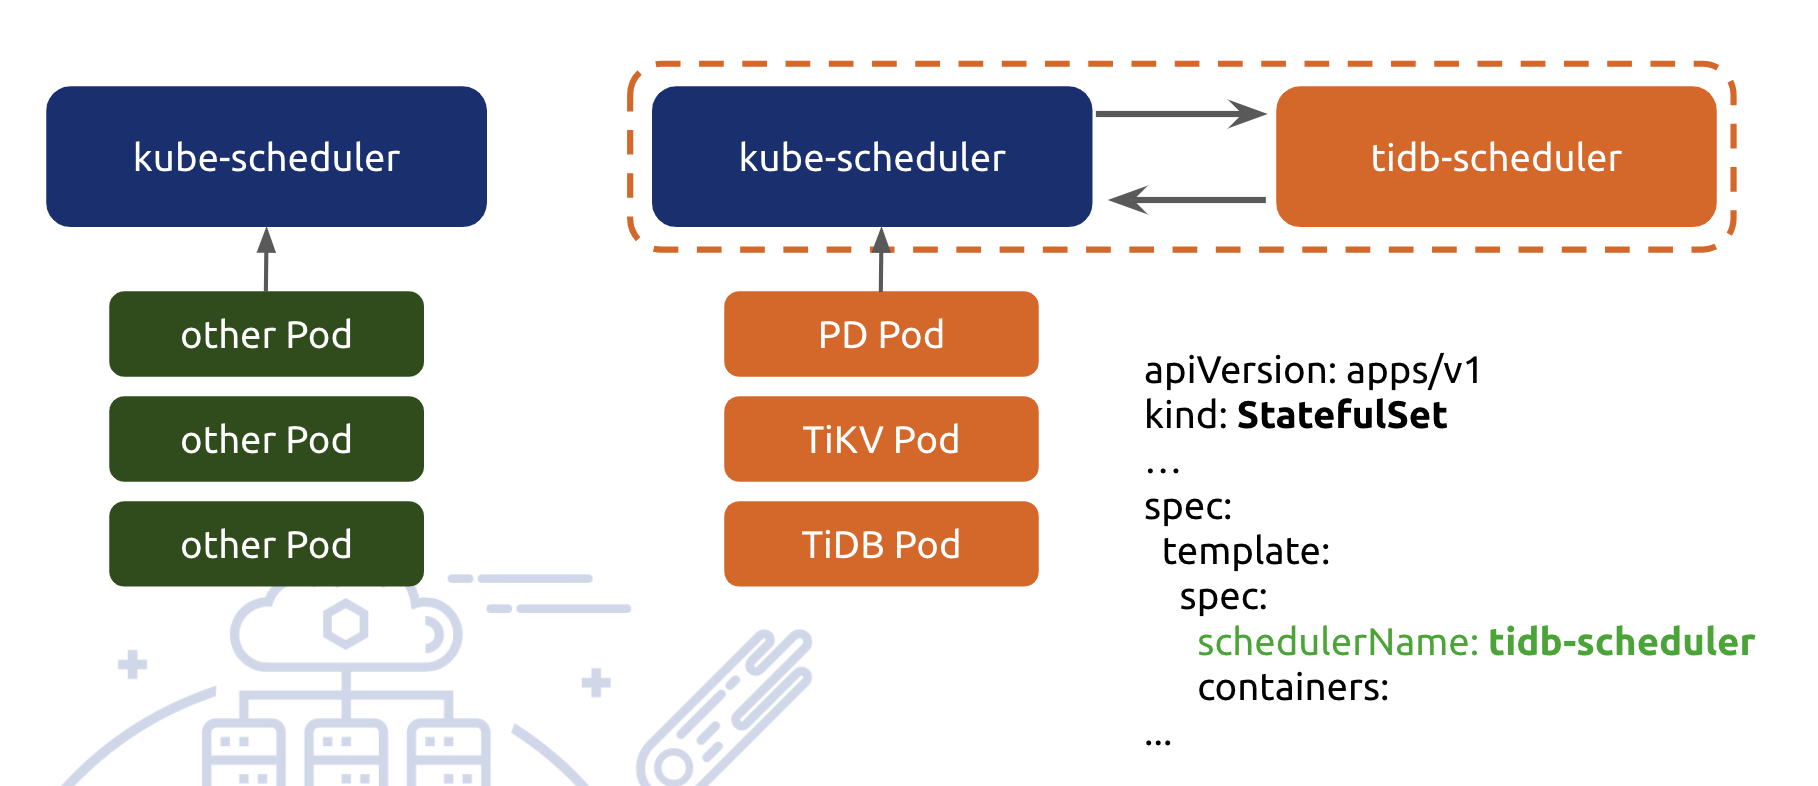 kube-scheduler
other Pod
other Pod
other Pod
kube-scheduler
tidb-scheduler
PD Pod
TiKV Pod
TiDB Pod
apiVersion: apps/v1
kind: StatefulSet
…
spec:
template:
spec:
schedulerName: tidb-scheduler
containers:
...